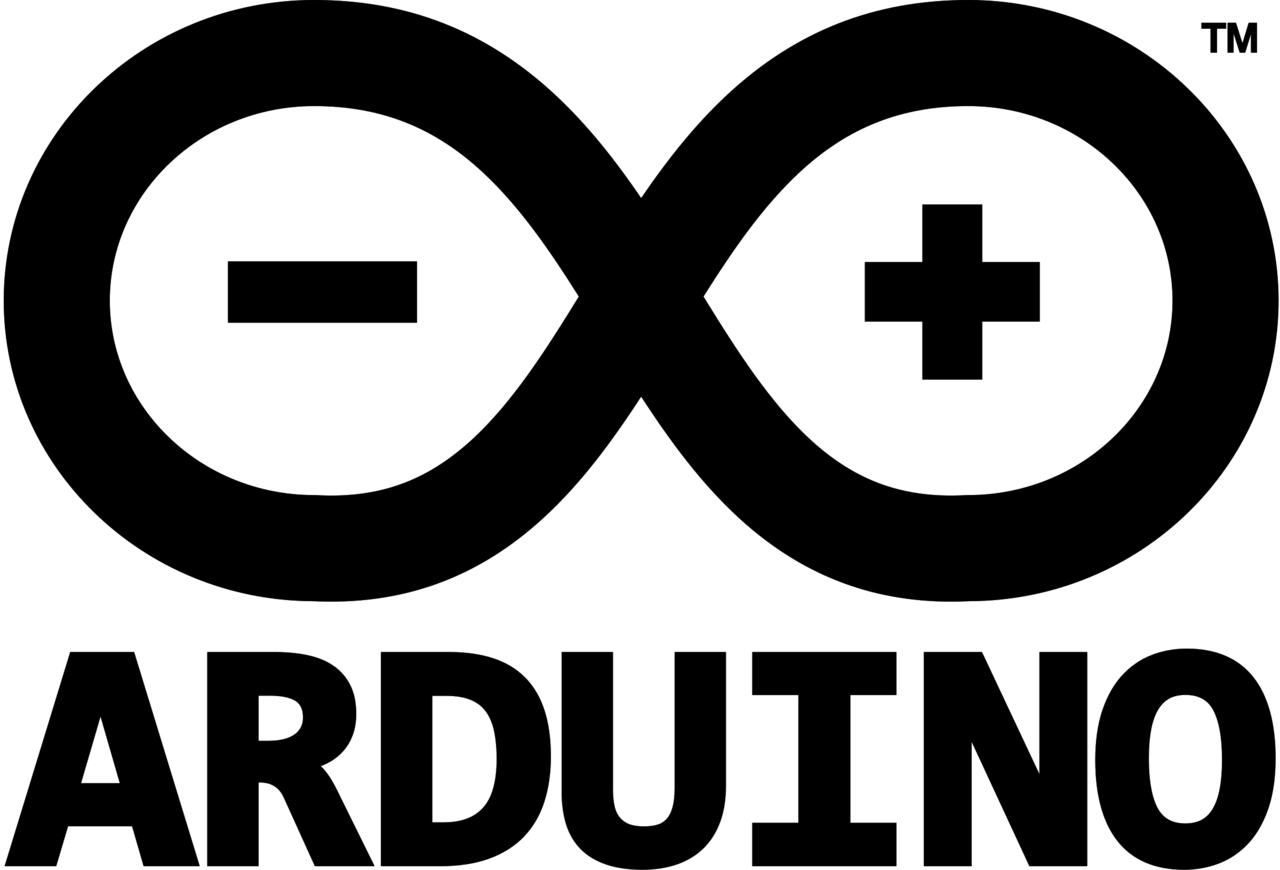 TM
- +
ARDUINO